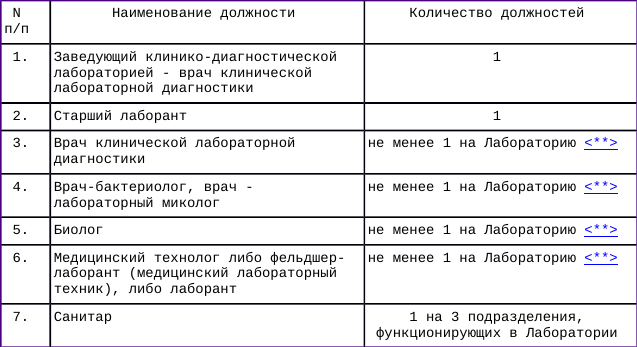 N п/п Наименование должности Количество должностей
1. Заведующий клинико-диагностической 1
лабораторией - врач клинической
лабораторной диагностики
2. Старший лаборант 1
3. Врач клинической лабораторной не менее 1 на Лабораторию <**>
диагностики
4. Врач-бактериолог, врач - не менее 1 на Лабораторию <**>
лабораторный миколог
5. Биолог не менее 1 на Лабораторию <**>
6. Медицинский технолог либо фельдшер- не менее 1 на Лабораторию <**>
лаборант (медицинский лабораторный
техник), либо лаборант
7. Санитар 1 на 3 подразделения,
функционирующих в Лаборатории